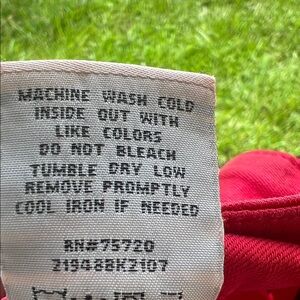 MACHINE WASH COLD
INSIDE OUT WITH
LIKE COLORS
DO NOT BLEACH
TUMBLE DRY LOW
REMOVE PROMPTLY
COOL IRON IF NEEDED
RN#75720
219488K2107